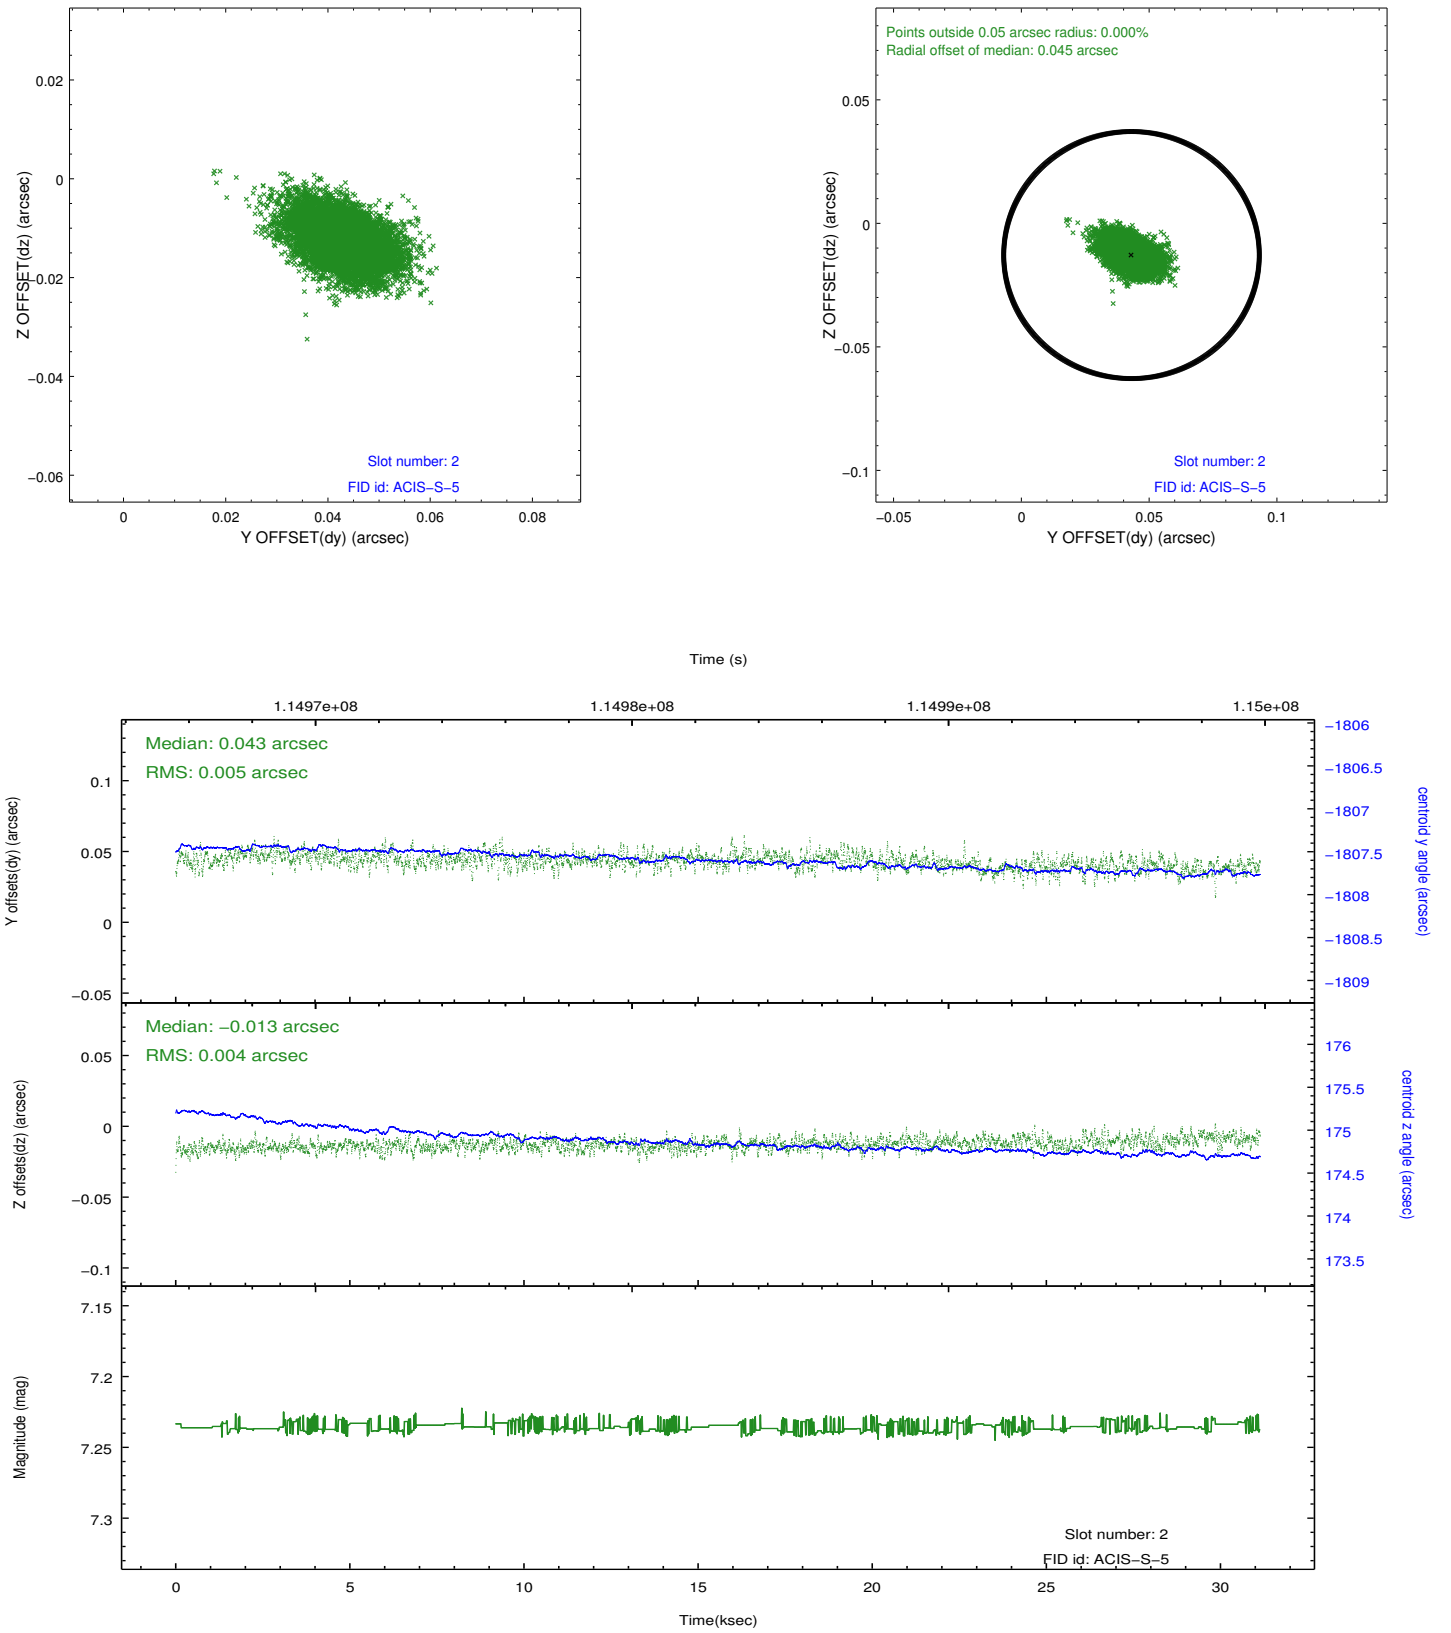 0.02
0
−0.02
−0.04
−0.06
Z OFFSET(dz) (arcsec)
Slot number: 2
FID id: ACIS−S−5
0
0.02
0.04
0.06
0.08
Y OFFSET(dy) (arcsec)
Points outside 0.05 arcsec radius: 0.000%
Radial offset of median: 0.045 arcsec
0.05
0
−0.05
−0.1
Z OFFSET(dz) (arcsec)
Slot number: 2
FID id: ACIS−S−5
−0.05
0
0.05
0.1
Y OFFSET(dy) (arcsec)
Time (s)
1.1497e+08
1.1498e+08
1.1499e+08
1.15e+08
Median: 0.043 arcsec
RMS: 0.005 arcsec
0.1
0.05
0
−0.05
Y offsets(dy) (arcsec)
−1806
−1806.5
−1807
−1807.5
−1808
−1808.5
−1809
centroid y angle (arcsec)
Median: −0.013 arcsec
RMS: 0.004 arcsec
0.05
0
−0.05
−0.1
Z offsets(dz) (arcsec)
176
175.5
175
174.5
174
173.5
centroid z angle (arcsec)
7.15
7.2
7.25
7.3
Magnitude (mag)
Slot number: 2
FID id: ACIS−S−5
0
5
10
15
20
25
30
Time(ksec)